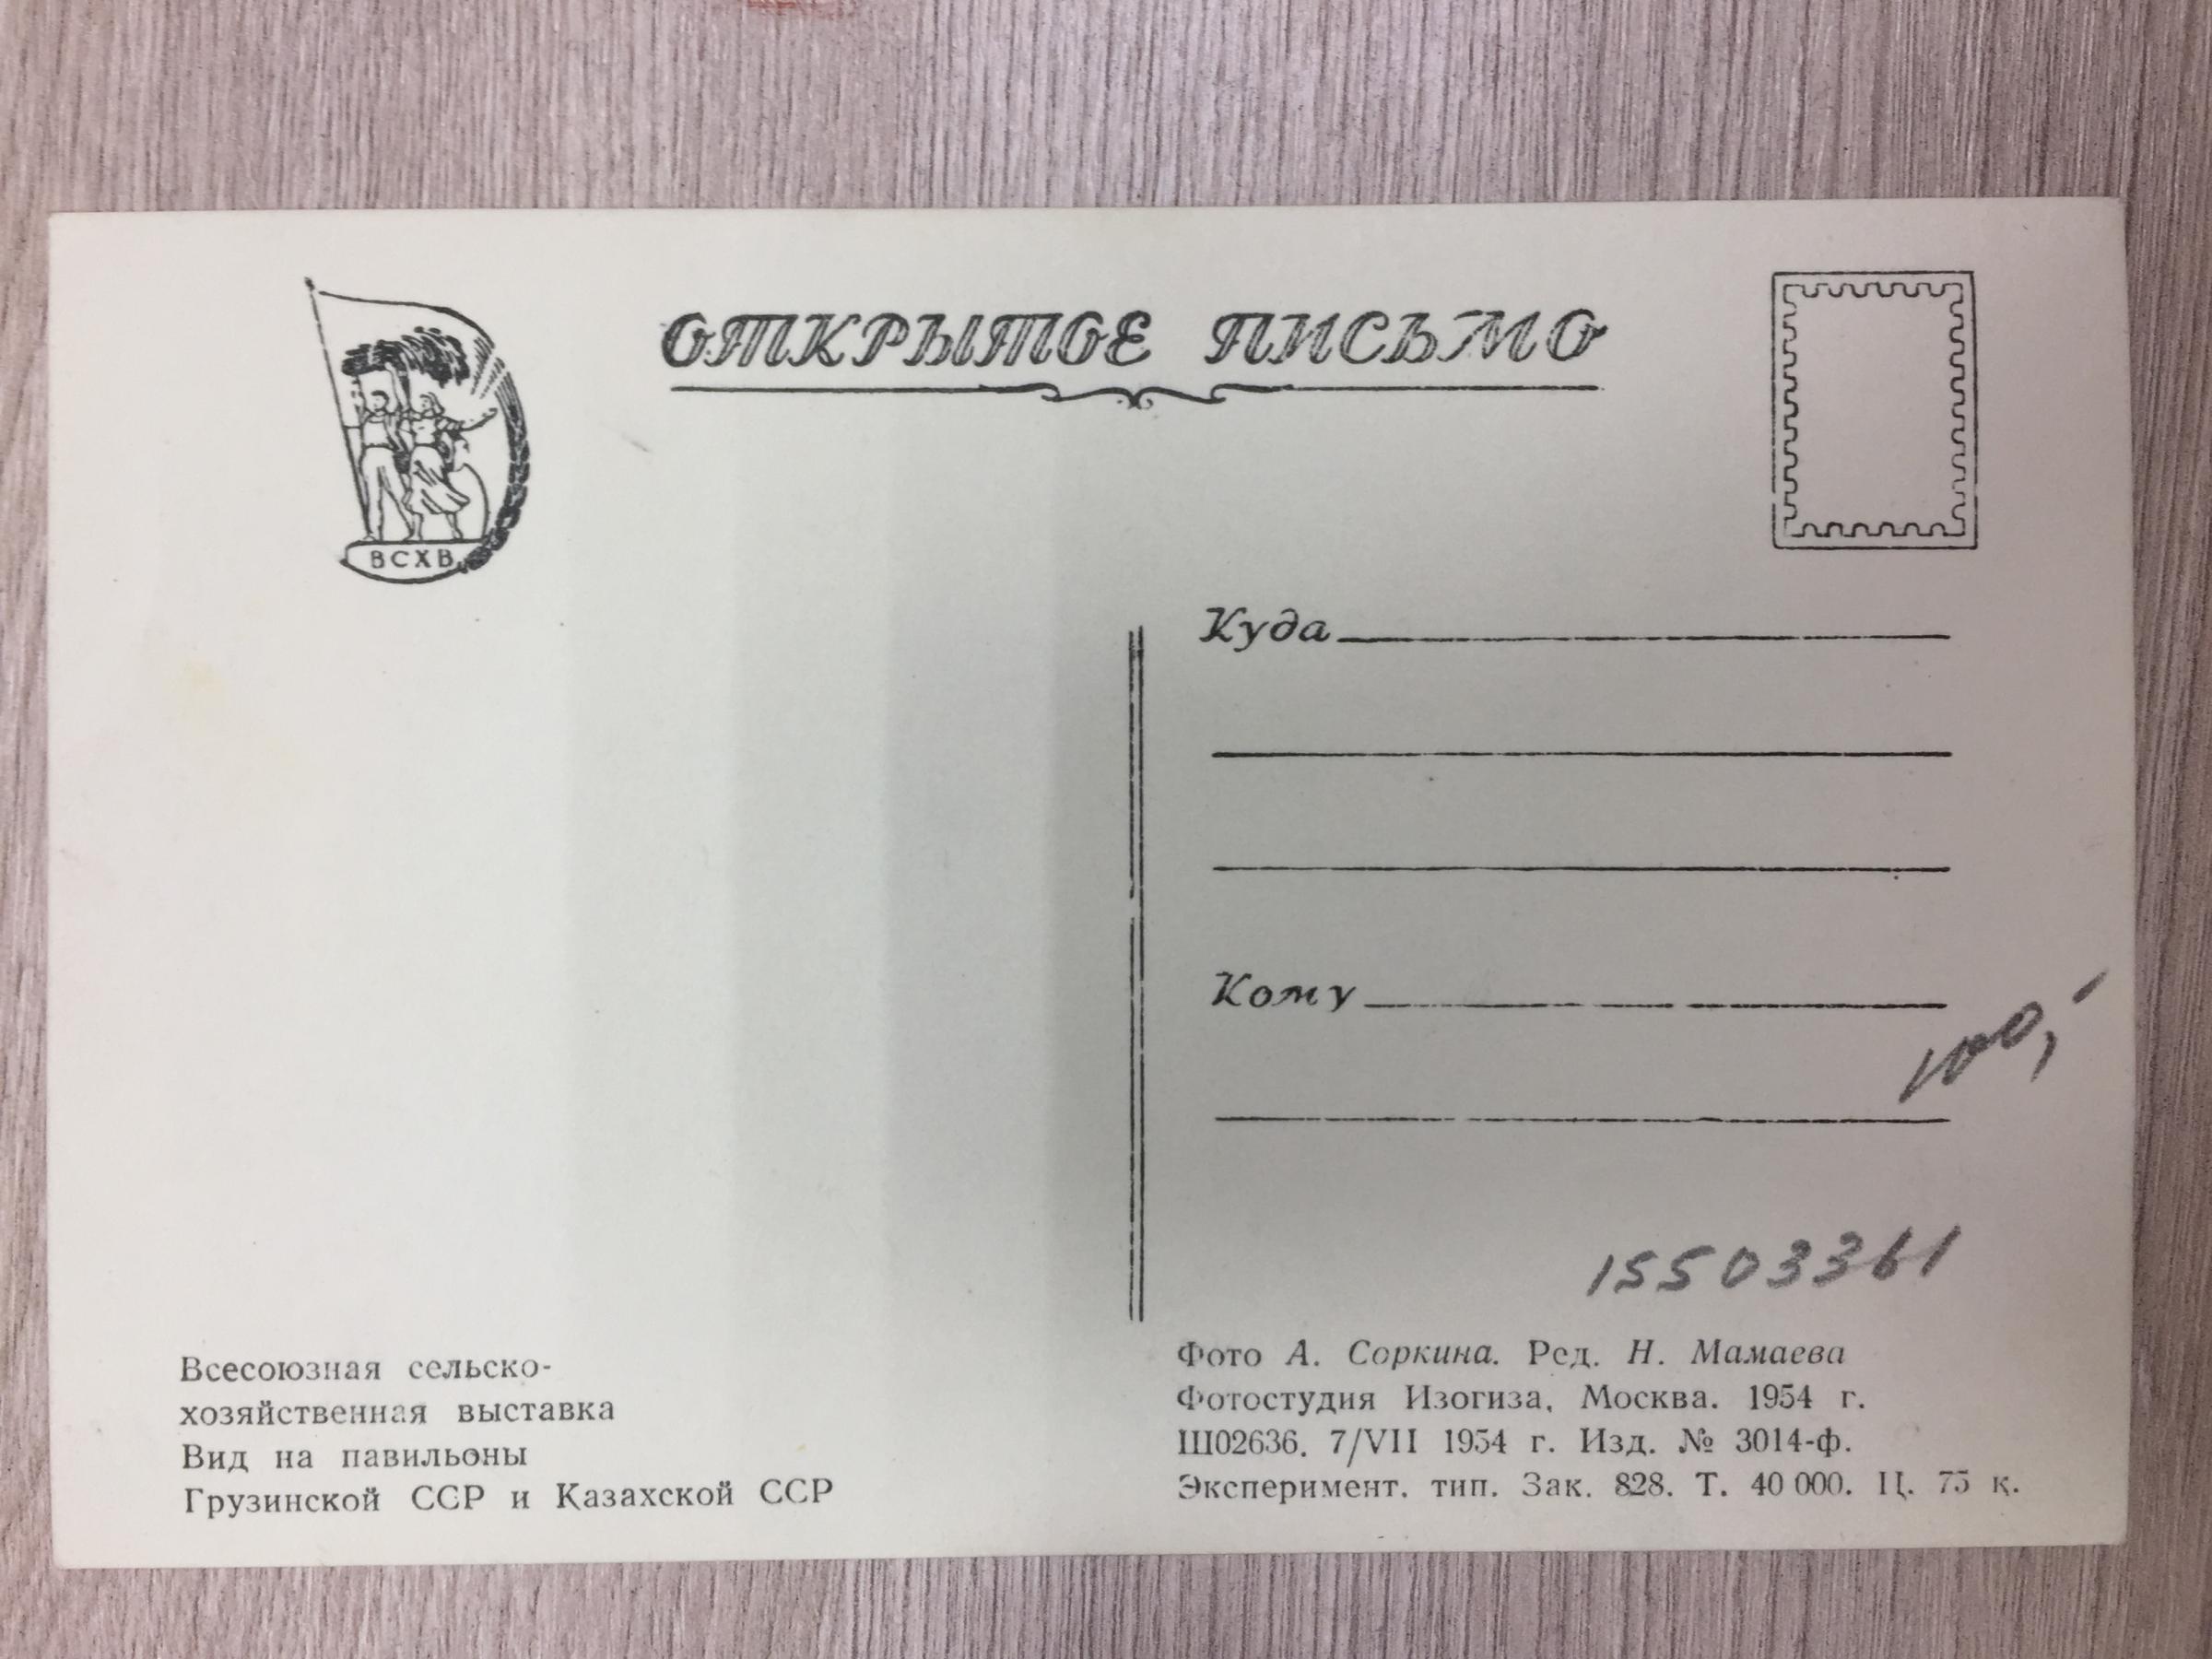 ОТКРЫТОЕ ПИСЬМО
ВСХВ
Куда
Кому
15503361
Всесоюзная сельско-
хозяйственная выставка
Вид на павильоны
Грузинской ССР и Казахской ССР
Фото А. Соркина. Ред. Н. Мамаева
Фотостудия Изогиза, Москва. 1954 г.
Ш02636. 7/VII 1954 г. Изд. № 3014-ф.
Эксперимент. тип. Зак. 828. Т. 40 000. Ц. 75 к.